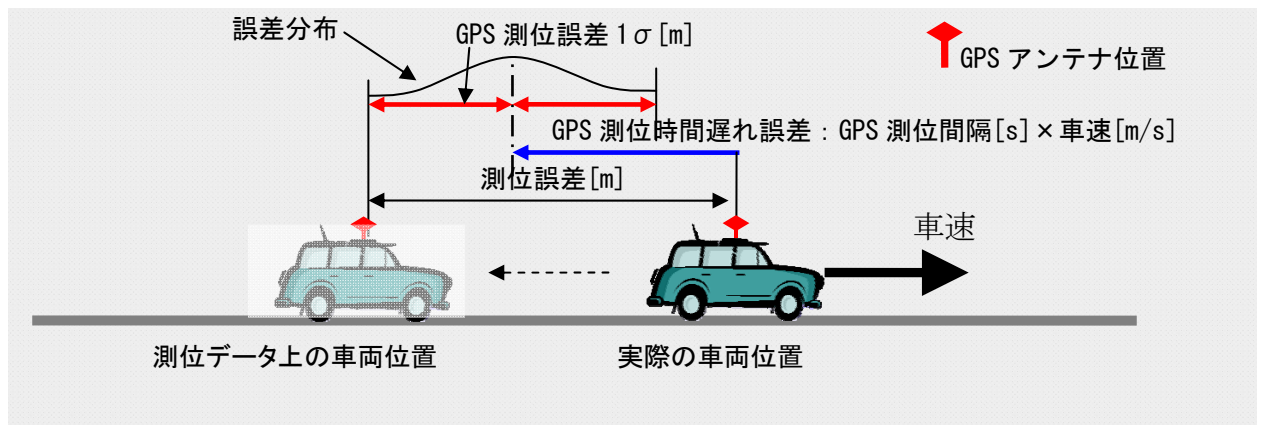 誤差分布
GPS 測位誤差 1σ[m]
GPS アンテナ位置
GPS 測位時間遅れ誤差：GPS 測位間隔[s]×車速[m/s]
測位誤差[m]
車速
測位データ上の車両位置
実際の車両位置